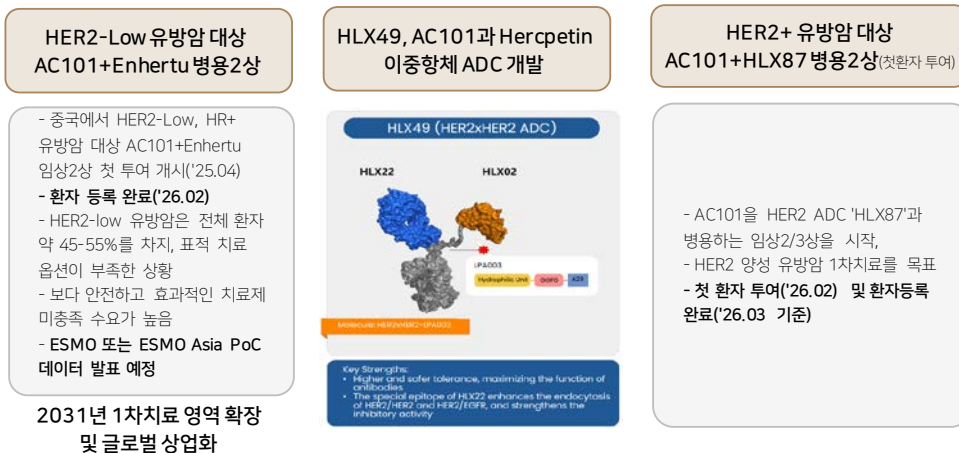 HER2-Low 유방암 대상
AC101+Enhertu 병용2상
- 중국에서 HER2-Low, HR+
유방암 대상 AC101+Enhertu
임상2상 첫 투여 개시('25.04)
- 환자 등록 완료('26.02)
- HER2-low 유방암은 전체 환자
약 45-55%를 차지, 표적 치료
옵션이 부족한 상황
- 보다 안전하고 효과적인 치료제
미충족 수요가 높음
- ESMO 또는 ESMO Asia PoC
데이터 발표 예정
2031년 1차치료 영역 확장
및 글로벌 상업화
HLX49, AC101과 Hercpetin
이중항체 ADC 개발
HLX49 (HER2xHER2 ADC)
HLX22 HLX02
Hydrophilic Unit
Molecule: HER2xHER2-LPAD03
Key Strengths:
• Higher and safer tolerance, maximizing the function of
antibodies
• The special epitope of HLX22 enhances the endocytosis
of HER2/HER2 and HER2/EGFR, and strengthens the
inhibitory activity
HER2+ 유방암 대상
AC101+HLX87 병용2상(첫환자 투여)
- AC101을 HER2 ADC 'HLX87'과
병용하는 임상2/3상을 시작,
- HER2 양성 유방암 1차치료를 목표
- 첫 환자 투여('26.02) 및 환자등록
완료('26.03 기준)